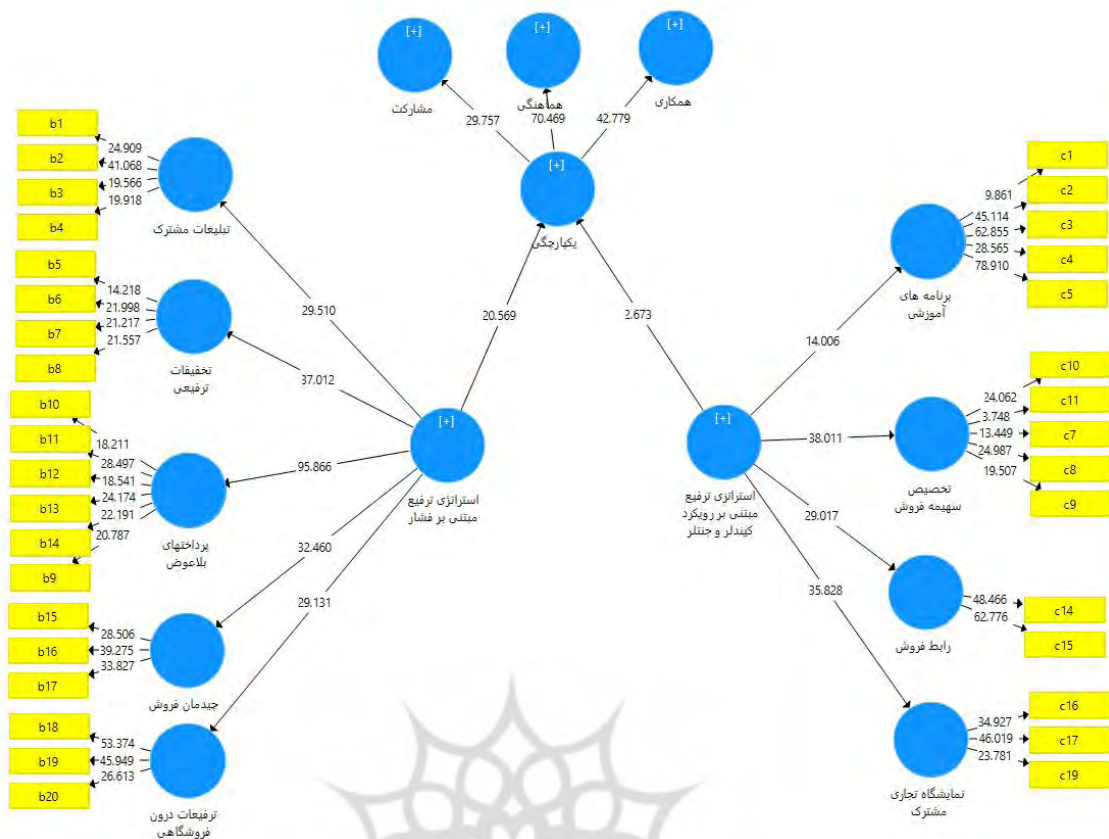 [+]
[+]
[+]
مشارکت
هماهنگی
همکاری
29.757
70.469
42.779
[+]
یکپارچگی
20.569
2.673
b1
b2
b3
b4
24.909
41.068
19.566
19.918
تبلیغات مشترک
b5
b6
b7
b8
14.218
21.998
21.217
21.557
تخفیفات
ترفیعی
b10
b11
b12
b13
b14
b9
18.211
28.497
18.541
24.174
22.191
20.787
پرداختهای
بلاعوض
b15
b16
b17
28.506
39.275
33.827
چیدمان فروش
b18
b19
b20
53.374
45.949
26.613
ترفیعات درون
فروشگاهی
29.510
37.012
95.866
32.460
29.131
[+]
استراتژی ترفیع
مبتنی بر فشار
[+]
استراتژی ترفیع
مبتنی بر رویکرد
کیندلر و جنتلر
14.006
38.011
29.017
35.828
برنامه های
آموزشی
9.861
45.114
62.855
28.565
78.910
c1
c2
c3
c4
c5
تخصیص
سهیمه فروش
24.062
3.748
13.449
24.987
19.507
c10
c11
c7
c8
c9
رابط فروش
48.466
62.776
c14
c15
نمایشگاه تجاری
مشترک
34.927
46.019
23.781
c16
c17
c19